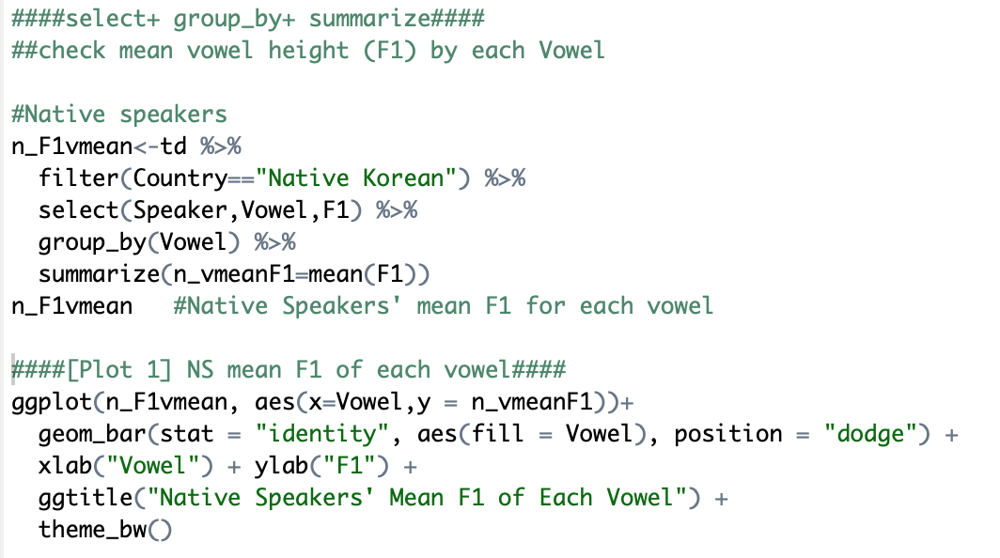 ####select+ group_by+ summarize####
##check mean vowel height (F1) by each Vowel
#Native speakers
n_F1vmean<-td %>%
  filter(Country=="Native Korean") %>%
  select(Speaker,Vowel,F1) %>%
  group_by(Vowel) %>%
  summarize(n_vmeanF1=mean(F1))
n_F1vmean   #Native Speakers' mean F1 for each vowel
####[Plot 1] NS mean F1 of each vowel####
ggplot(n_F1vmean, aes(x=Vowel,y = n_vmeanF1))+
  geom_bar(stat = "identity", aes(fill = Vowel), position = "dodge") +
  xlab("Vowel") + ylab("F1") +
  ggtitle("Native Speakers' Mean F1 of Each Vowel") +
  theme_bw()